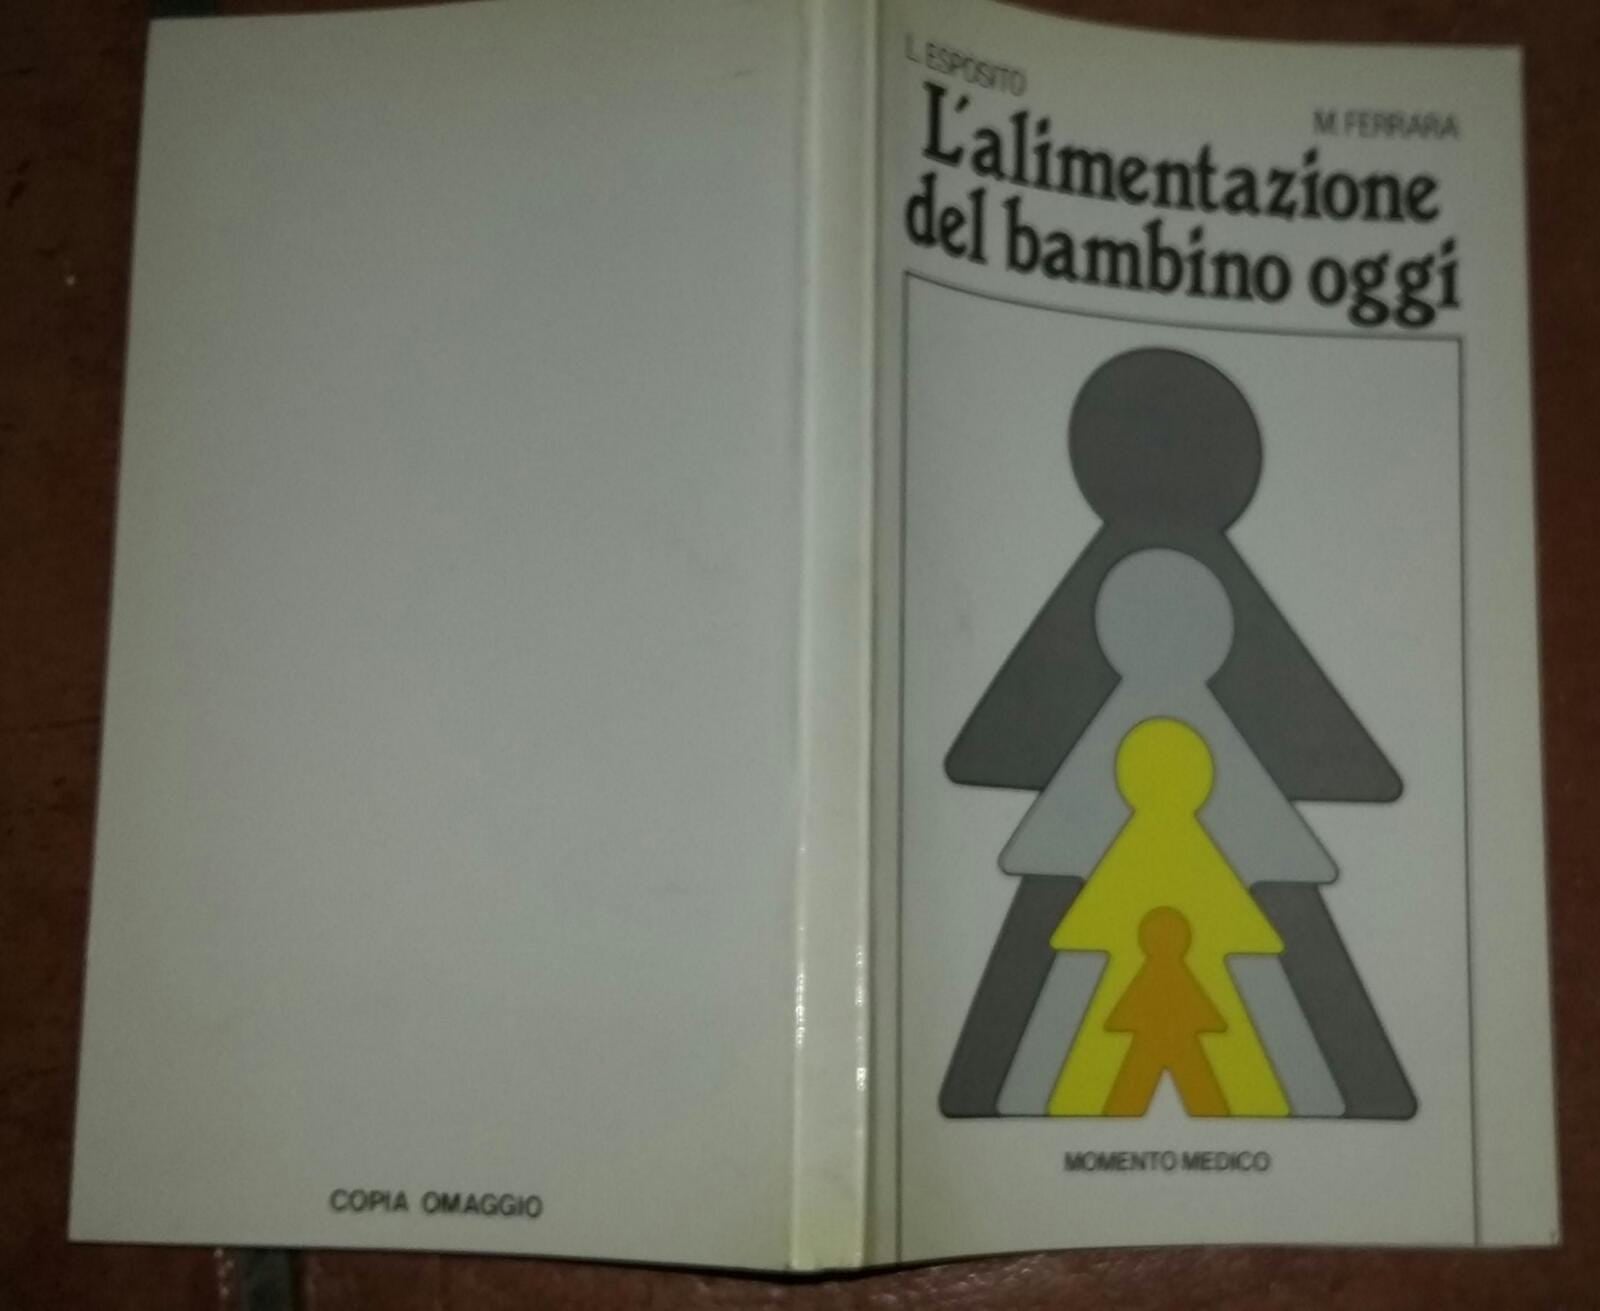 L. ESPOSITO
M. FERRARA
L'alimentazione
del bambino oggi
MOMENTO MEDICO
COPIA OMAGGIO